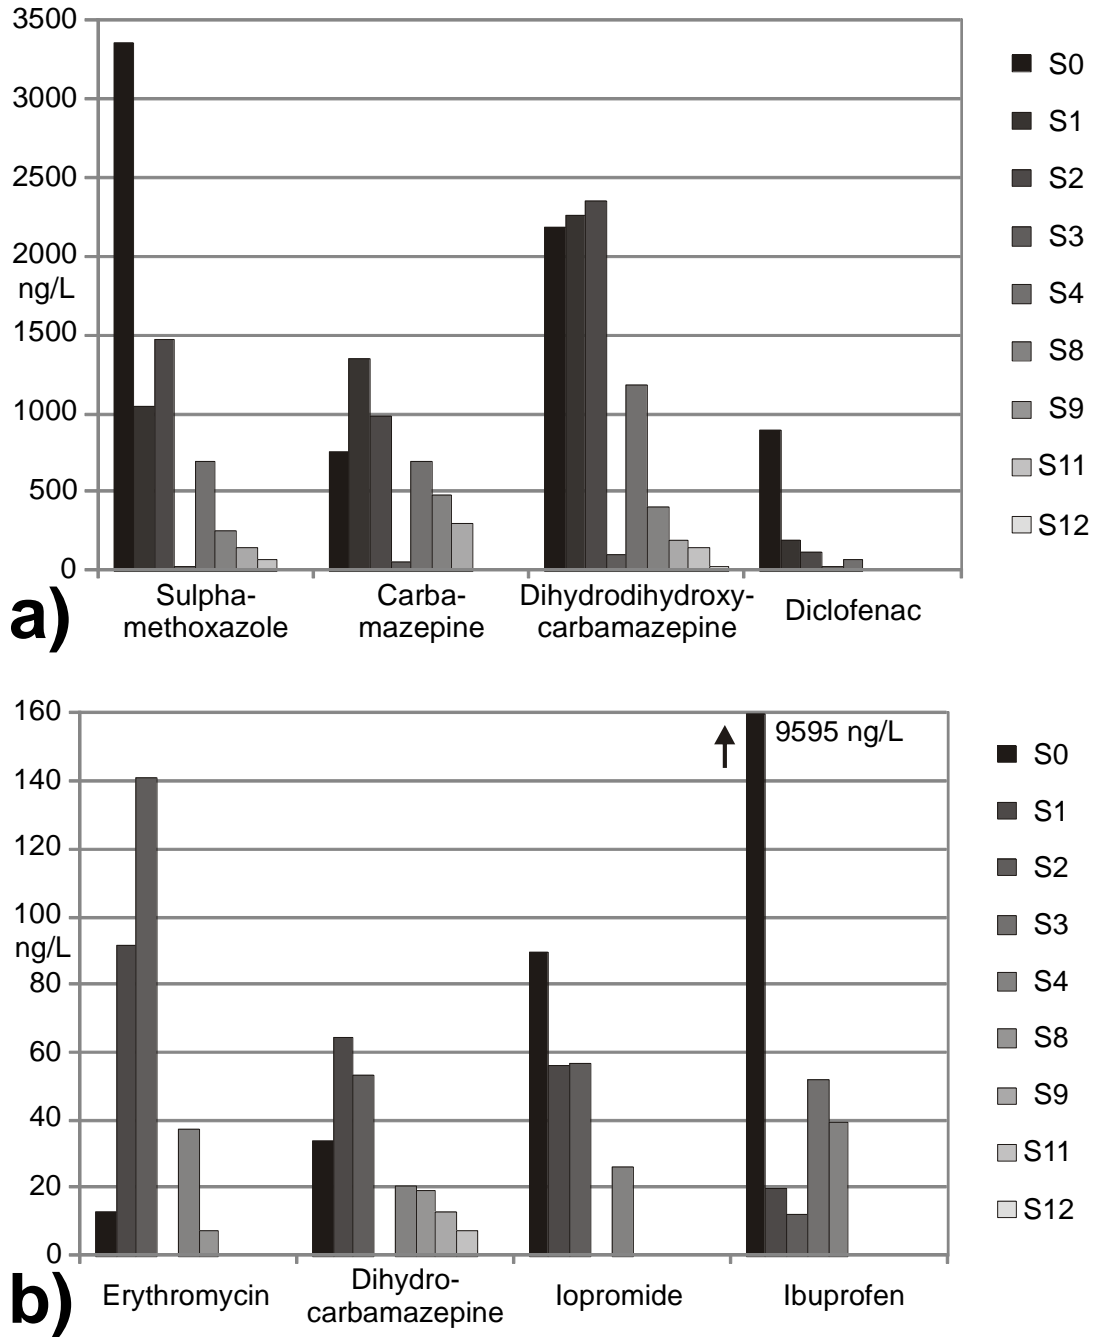 3500
3000
2500
2000
ng/L
1500
1000
500
0
S0
S1
S2
S3
S4
S8
S9
S11
S12
Sulpha-
methoxazole
Carba-
mazepine
Dihydrodihydroxy-
carbamazepine
Diclofenac
a)
160
140
120
100
ng/L
80
60
40
20
0
9595 ng/L
S0
S1
S2
S3
S4
S8
S9
S11
S12
Erythromycin
Dihydro-
carbamazepine
Iopromide
Ibuprofen
b)